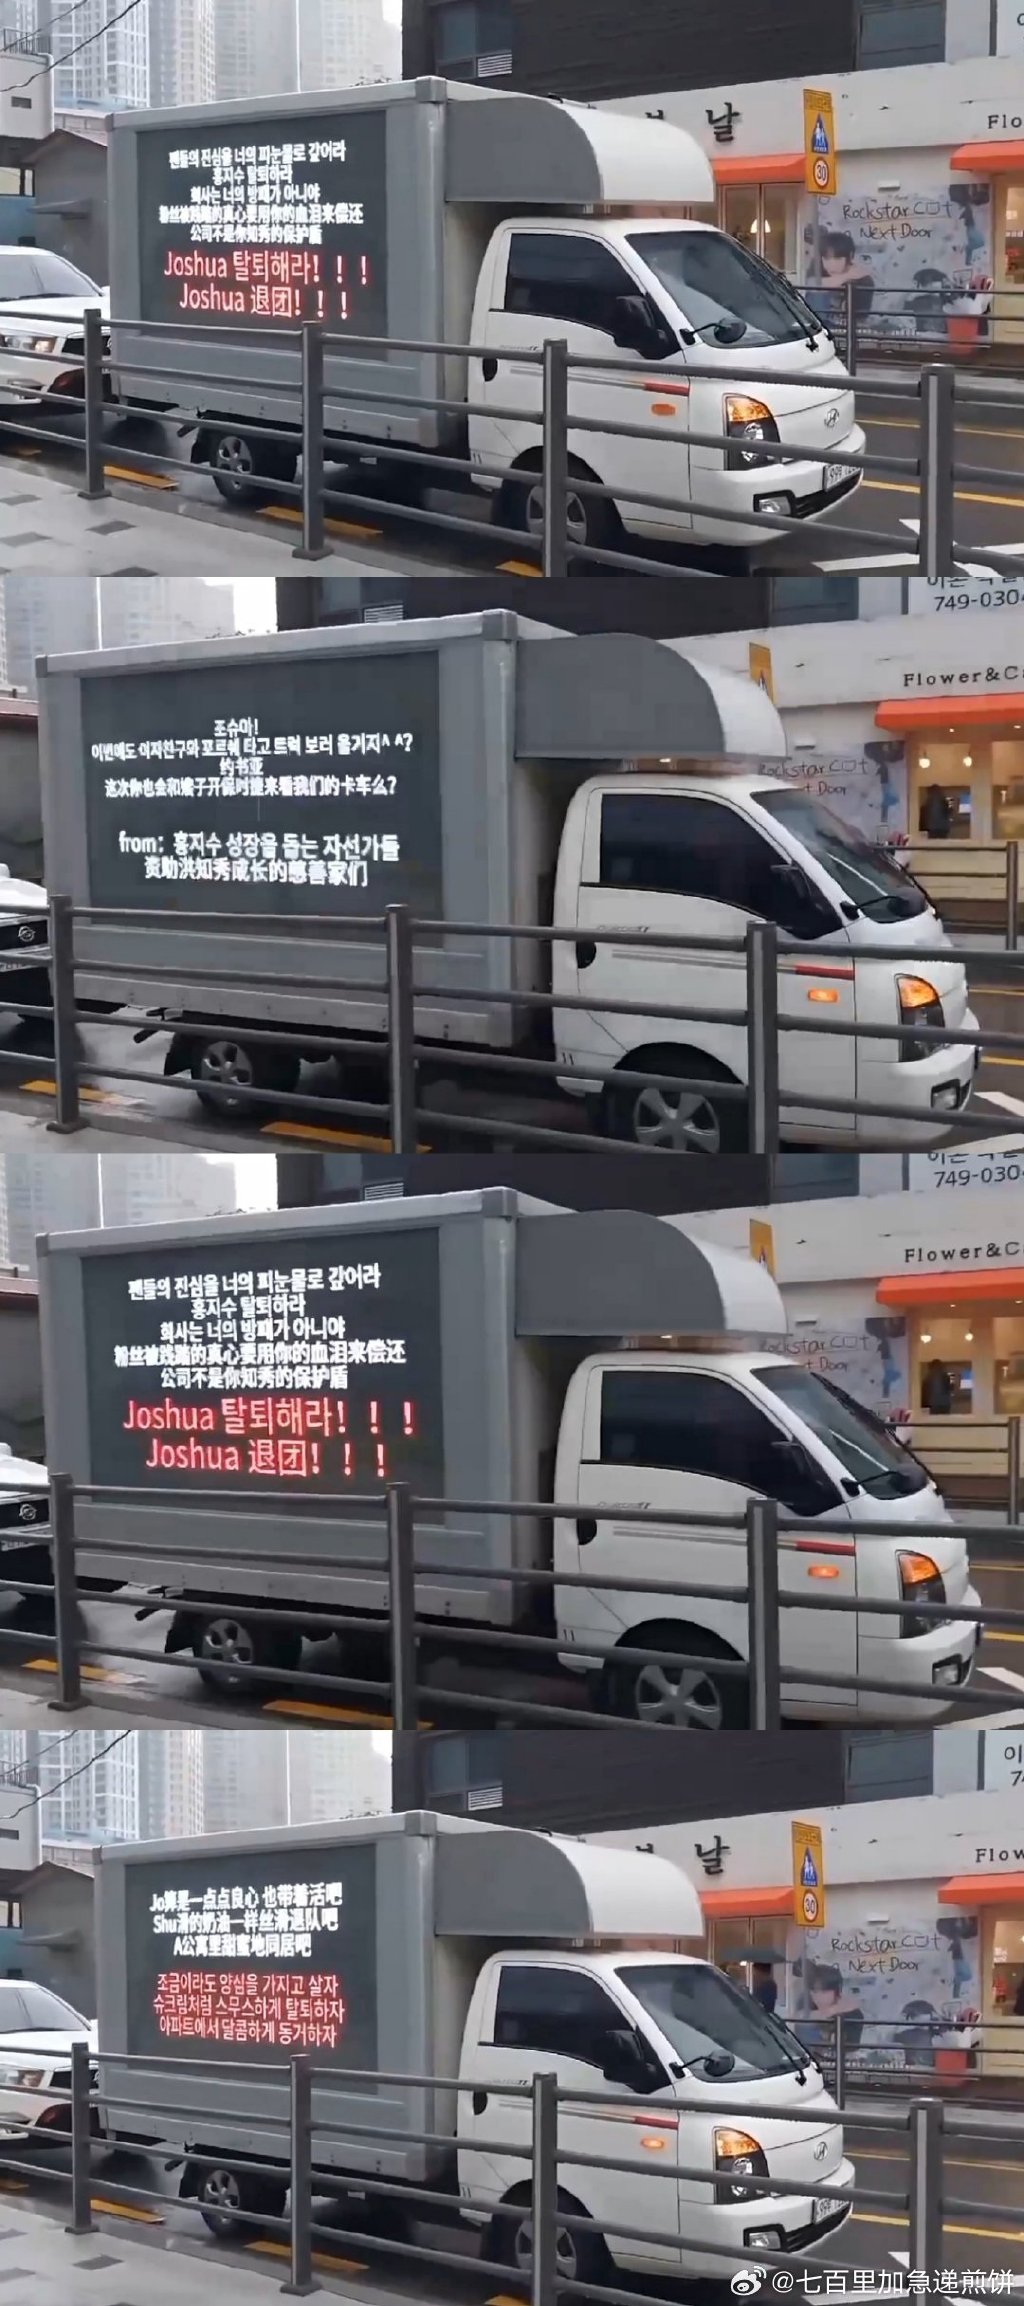 팬들의 진심을 너의 피눈물로 갚어라
홍지수 탈퇴하라
회사는 너의 방패가 아니야
粉丝被践踏的真心要用你的血泪来偿还
公司不是你知秀的保护盾
Joshua 탈퇴해라！！！
Joshua 退团！！！
날
30
Flo
Rockstar
Next Door
749-030
Flower&C
조슈아!
이번에도 여자친구와 포르쉐 타고 트럭 보러 올거지^ ^?
约书亚
这次你也会和嫂子开保时捷来看我们的卡车么？
from：홍지수 성장을 돕는 자선가들
资助洪知秀成长的慈善家们
Rockstar
Door
749-030
Flower&C
팬들의 진심을 너의 피눈물로 갚어라
홍지수 탈퇴하라
회사는 너의 방패가 아니야
粉丝被践踏的真心要用你的血泪来偿还
公司不是你知秀的保护盾
Joshua 탈퇴해라！！！
Joshua 退团！！！
Door
날
30
Flow
Jo算是一点点良心 也带着活吧
Shu滑的奶油一样丝滑退队吧
A公寓里甜蜜地同居吧
조금이라도 양심을 가지고 살자
슈크림처럼 스무스하게 탈퇴하자
아파트에서 달콤하게 동거하자
Rockstar
Next Door
@七百里加急递煎饼